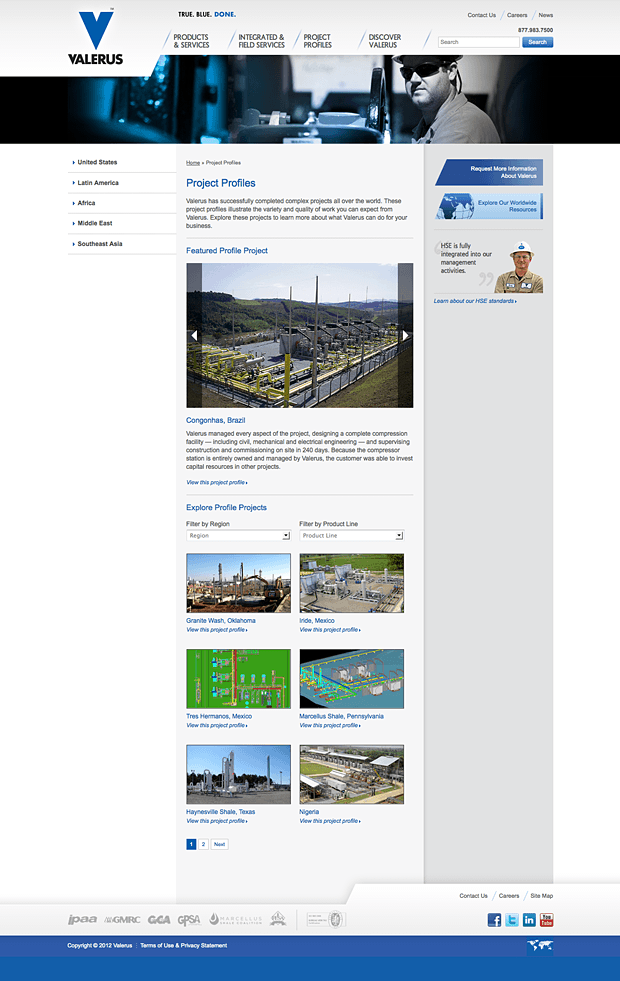 TRUE. BLUE. DONE.
Contact Us
Careers
News
877.983.7500
VALERUS
PRODUCTS
& SERVICES
INTEGRATED &
FIELD SERVICES
PROJECT
PROFILES
DISCOVER
VALERUS
Search
Search
United States
Latin America
Africa
Middle East
Southeast Asia
Home » Project Profiles
Project Profiles
Valerus has successfully completed complex projects all over the world. These
project profiles illustrate the variety and quality of work you can expect from
Valerus. Explore these projects to learn more about what Valerus can do for your
business.
Featured Profile Project
Congonhas, Brazil
Valerus managed every aspect of the project, designing a complete compression
facility — including civil, mechanical and electrical engineering — and supervising
construction and commissioning on site in 240 days. Because the compressor
station is entirely owned and managed by Valerus, the customer was able to invest
capital resources in other projects.
View this project profile
Explore Profile Projects
Filter by Region
Filter by Product Line
Region
Product Line
Granite Wash, Oklahoma
View this project profile
Iride, Mexico
View this project profile
Tres Hermanos, Mexico
View this project profile
Marcellus Shale, Pennsylvania
View this project profile
Haynesville Shale, Texas
View this project profile
Nigeria
View this project profile
1
2
Next
Request More Information
About Valerus
Explore Our Worldwide
Resources
HSE is fully
integrated into our
management
activities.
Learn about our HSE standards
Contact Us
Careers
Site Map
ipaa
GMRC
GCA
GPSA
MARCELLUS
SHALE COALITION
You
Tube
Copyright © 2012 Valerus
Terms of Use & Privacy Statement